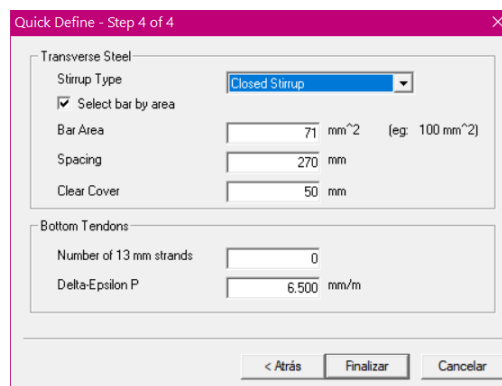 Quick Define - Step 4 of 4
Transverse Steel
Stirrup Type Closed Stirrup
Select bar by area
Bar Area 71 mm^2 (eg: 100 mm^2)
Spacing 270 mm
Clear Cover 50 mm
Bottom Tendons
Number of 13 mm strands 0
Delta-Epsilon P 6.500 mm/m
< Atrás Finalizar Cancelar